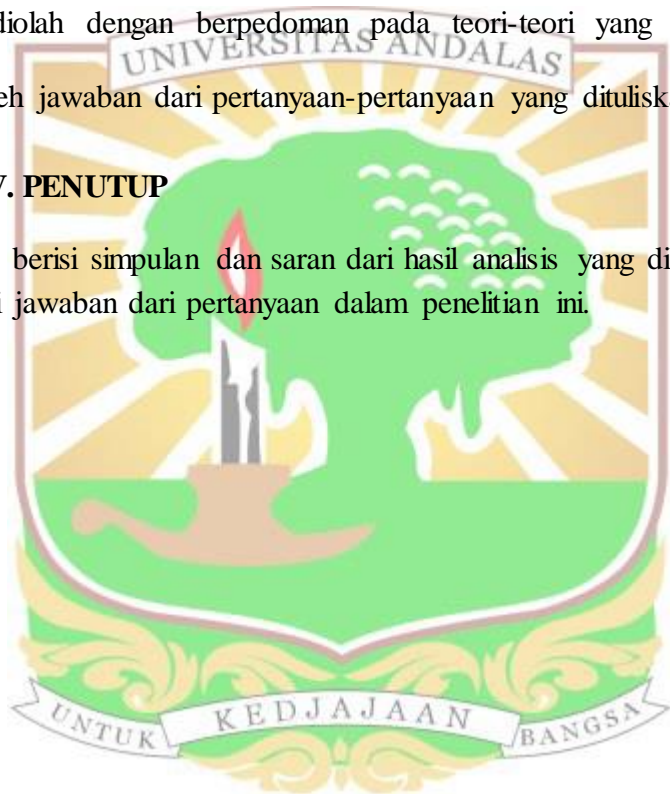 diolah dengan berpedoman pada teori-teori yang
UNIVERSITAS ANDALAS
eh jawaban dari pertanyaan-pertanyaan yang ditulisk
. PENUTUP
berisi simpulan dan saran dari hasil analisis yang di
i jawaban dari pertanyaan dalam penelitian ini.
UNTUK KEDJAJAAN BANGSA